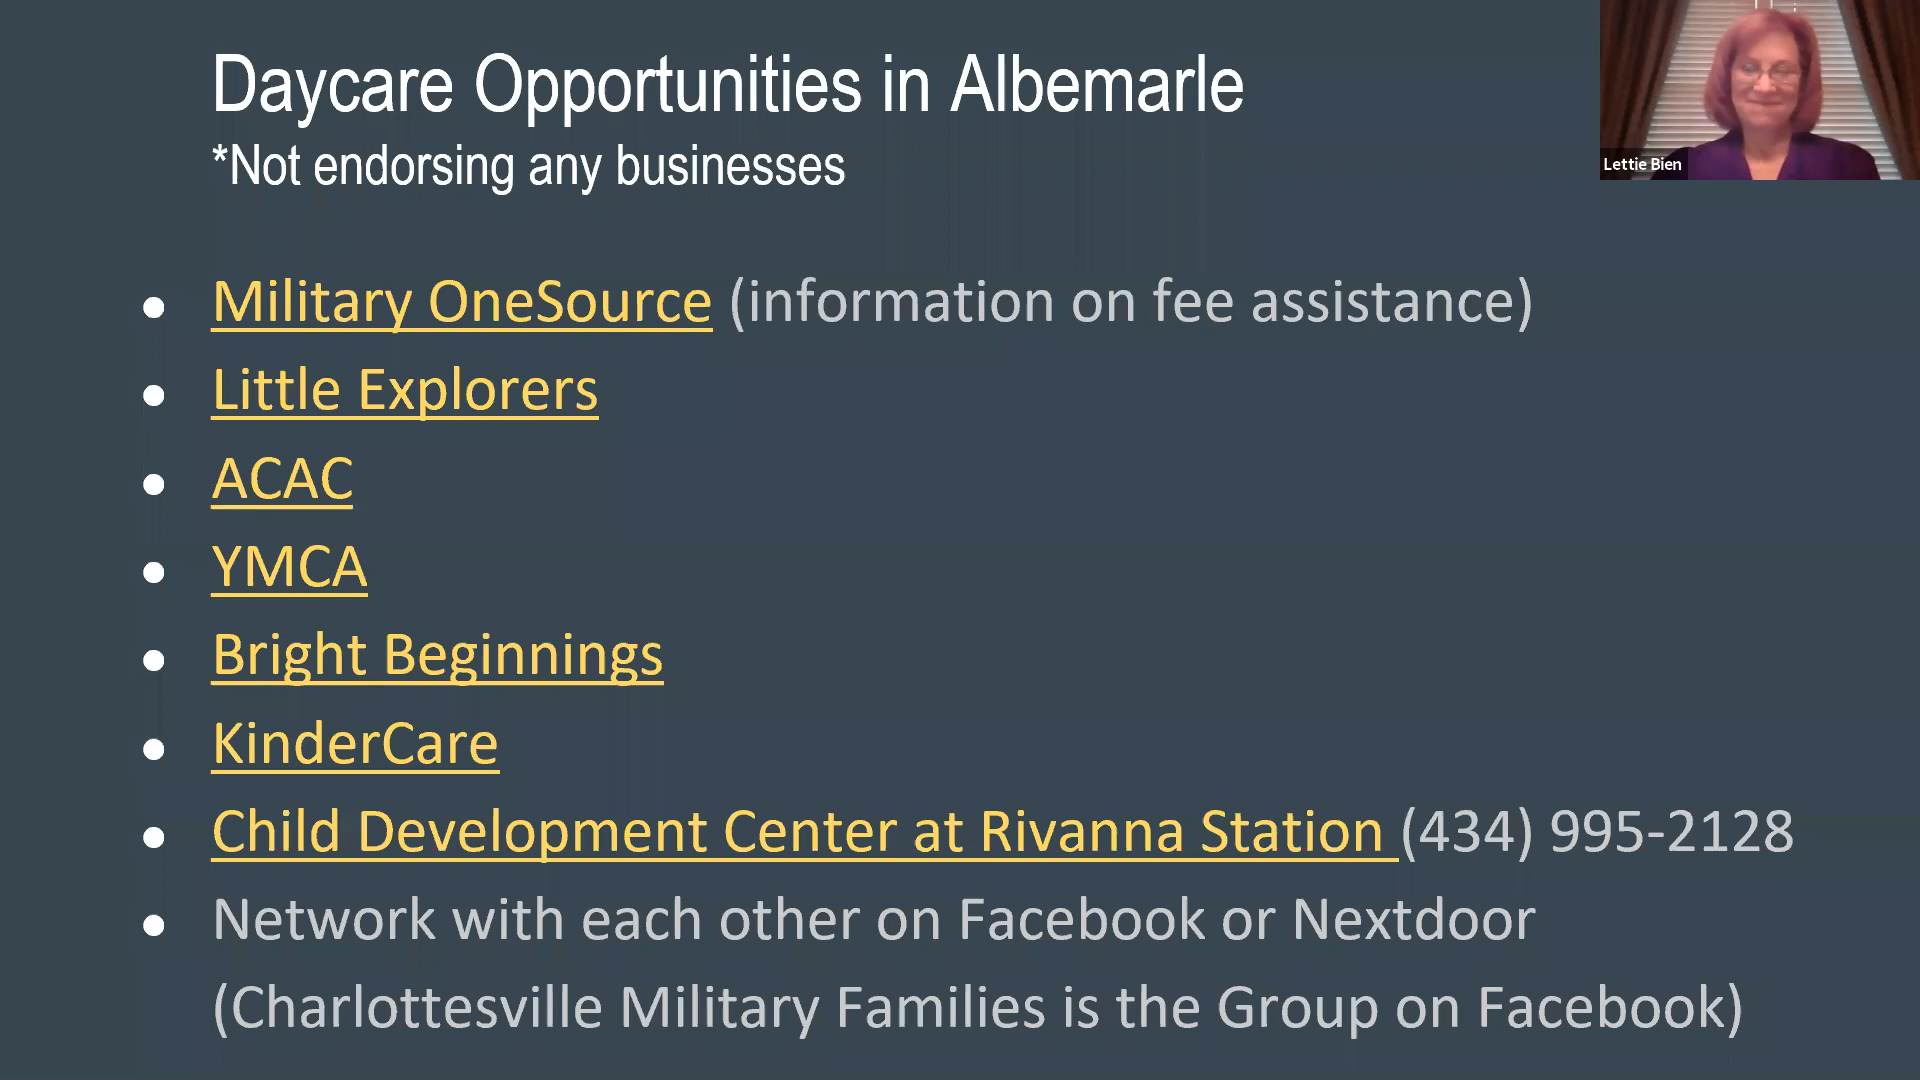 Daycare Opportunities in Albemarle
*Not endorsing any businesses
Lettie Bien
Military OneSource (information on fee assistance)
Little Explorers
ACAC
YMCA
Bright Beginnings
KinderCare
Child Development Center at Rivanna Station (434) 995-2128
Network with each other on Facebook or Nextdoor
(Charlottesville Military Families is the Group on Facebook)